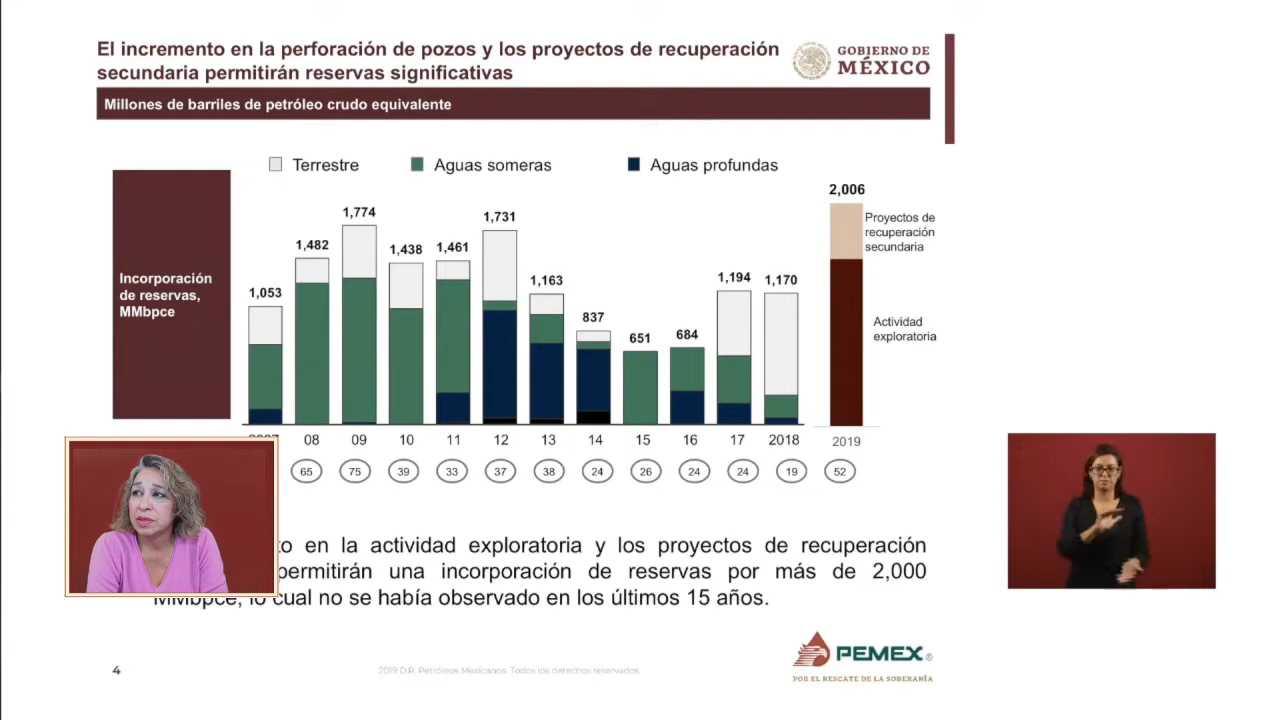 El incremento en la perforación de pozos y los proyectos de recuperación
secundaria permitirán reservas significativas
GOBIERNO DE
MÉXICO
Millones de barriles de petróleo crudo equivalente
Terrestre
Aguas someras
Aguas profundas
Incorporación
de reservas,
MMbpce
1,053
1,482
1,774
1,438
1,461
1,731
1,163
837
651
684
1,194
1,170
2,006
Proyectos de
recuperación
secundaria
Actividad
exploratoria
08 09 10 11 12 13 14 15 16 17 2018 2019
65 75 39 33 37 38 24 26 24 24 19 52
en la actividad exploratoria y los proyectos de recuperación
permitirán una incorporación de reservas por más de 2,000
MMbpce, lo cual no se había observado en los últimos 15 años.
4
2019 D.R. Petróleos Mexicanos. Todos los derechos reservados.
PEMEX®
POR EL RESCATE DE LA SOBERANÍA